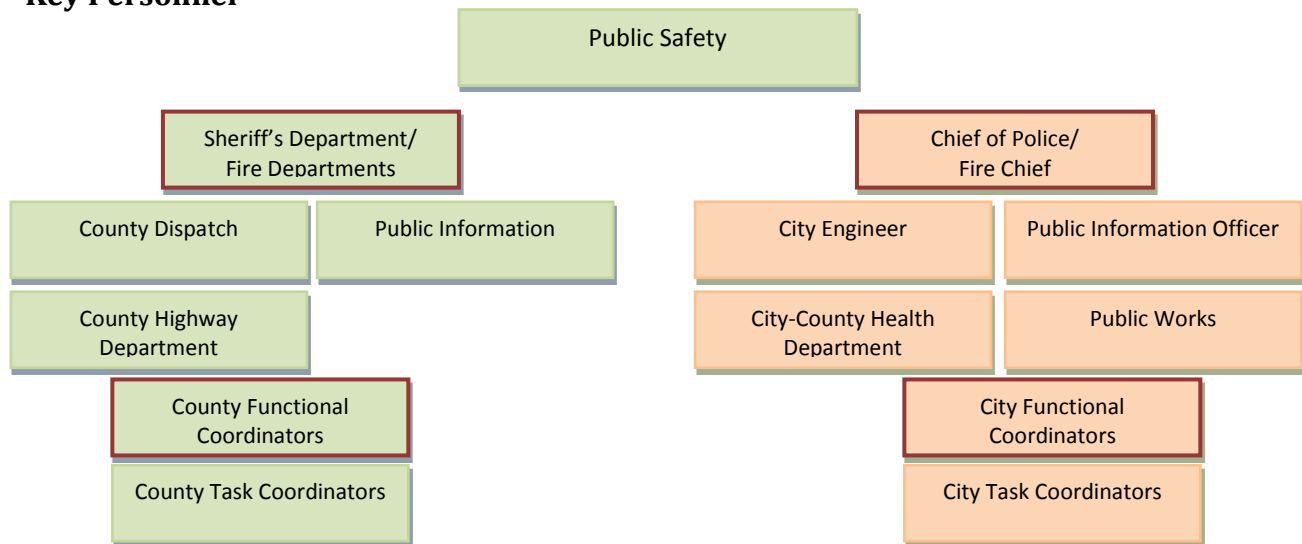 Key Personnel
Public Safety
Sheriff’s Department/
Fire Departments
Chief of Police/
Fire Chief
County Dispatch
Public Information
City Engineer
Public Information Officer
County Highway
Department
City-County Health
Department
Public Works
County Functional
Coordinators
City Functional
Coordinators
County Task Coordinators
City Task Coordinators